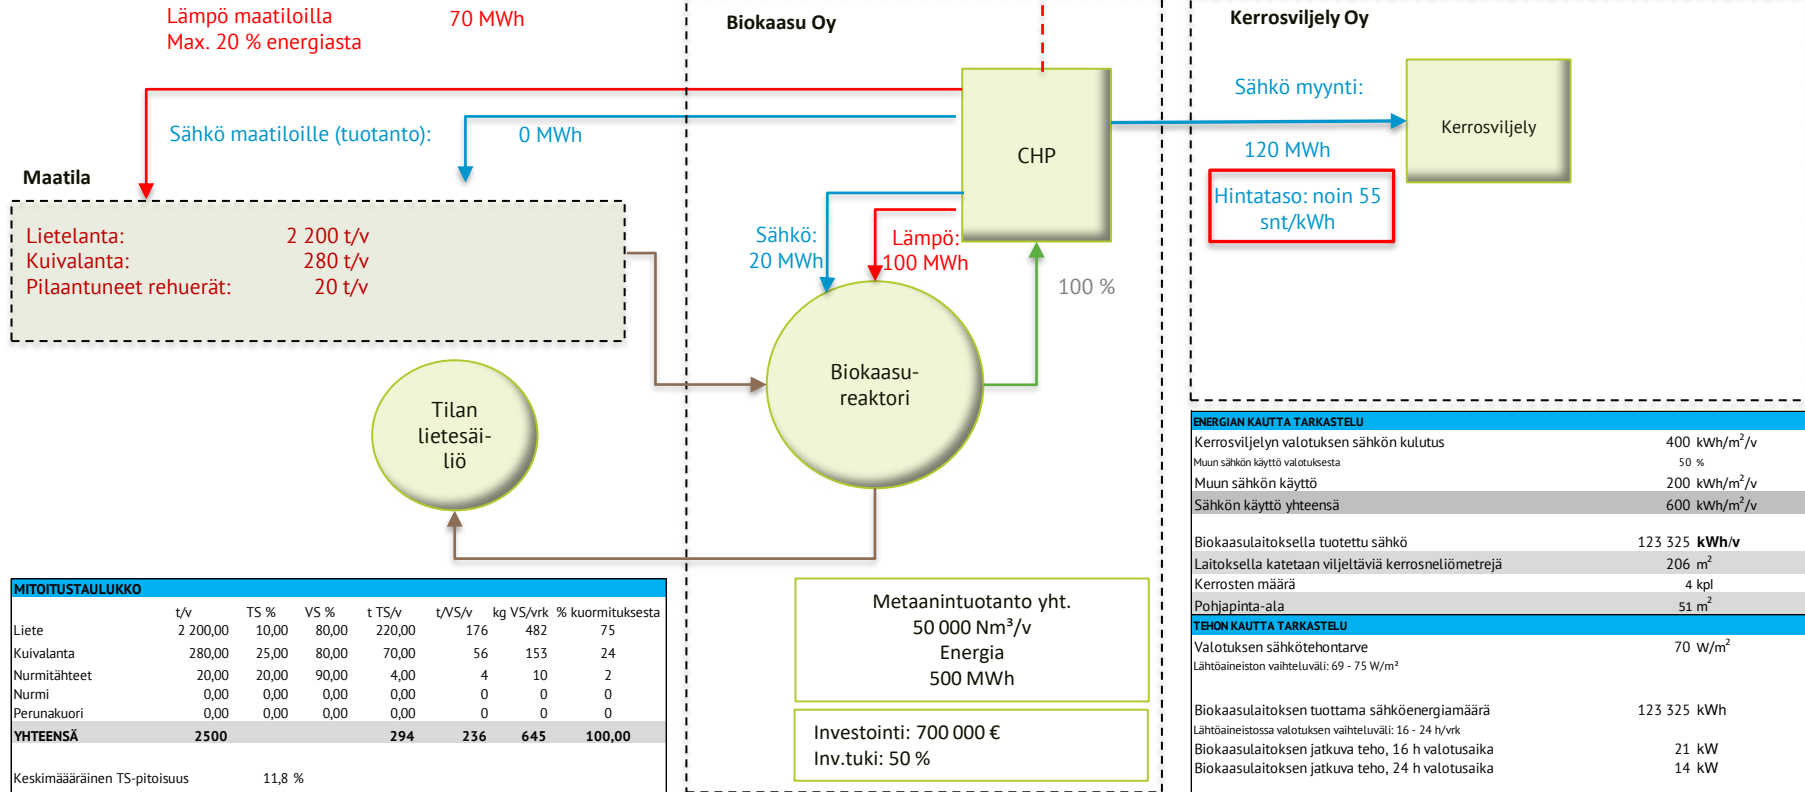 Lämpö maatiloilla 70 MWh
Max. 20 % energiasta
Biokaasu Oy
Kerrosviljely Oy
Sähkö maatiloille (tuotanto): 0 MWh
CHP
Sähkö myynti:
120 MWh
Kerrosviljely
Hintataso: noin 55
snt/kWh
Maatila
Lietelanta: 2 200 t/v
Kuivalanta: 280 t/v
Pilaantuneet rehuerät: 20 t/v
Sähkö:
20 MWh
Lämpö:
100 MWh
100 %
Biokaasu-
reaktori
Tilan
lietesäi-
liö
Metaanintuotanto yht.
50 000 Nm³/v
Energia
500 MWh
Investointi: 700 000 €
Inv.tuki: 50 %
MITOITUSTAULUKKO
t/v TS % VS % t TS/v t/VS/v kg VS/vrk % kuormituksesta
Liete 2 200,00 10,00 80,00 220,00 176 482 75
Kuivalanta 280,00 25,00 80,00 70,00 56 153 24
Nurmitähteet 20,00 20,00 90,00 4,00 4 10 2
Nurmi 0,00 0,00 0,00 0,00 0 0 0
Perunakuori 0,00 0,00 0,00 0,00 0 0 0
YHTEENSÄ 2500 294 236 645 100,00
Keskimääräinen TS-pitoisuus 11,8 %
ENERGIAN KAUTTA TARKASTELU
Kerrosviljelyn valotuksen sähkön kulutus 400 kWh/m²/v
Muun sähkön käyttö valotuksesta 50 %
Muun sähkön käyttö 200 kWh/m²/v
Sähkön käyttö yhteensä 600 kWh/m²/v
Biokaasulaitoksella tuotettu sähkö 123 325 kWh/v
Laitoksella katetaan viljeltäviä kerrosneliömetrejä 206 m²
Kerrosten määrä 4 kpl
Pohjapinta-ala 51 m²
TEHON KAUTTA TARKASTELU
Valotuksen sähkötehontarve 70 W/m²
Lähtöaineiston vaihteluväli: 69 - 75 W/m²
Biokaasulaitoksen tuottama sähköenergiamäärä 123 325 kWh
Lähtöaineistossa valotuksen vaihteluväli: 16 - 24 h/vrk
Biokaasulaitoksen jatkuva teho, 16 h valotusaika 21 kW
Biokaasulaitoksen jatkuva teho, 24 h valotusaika 14 kW